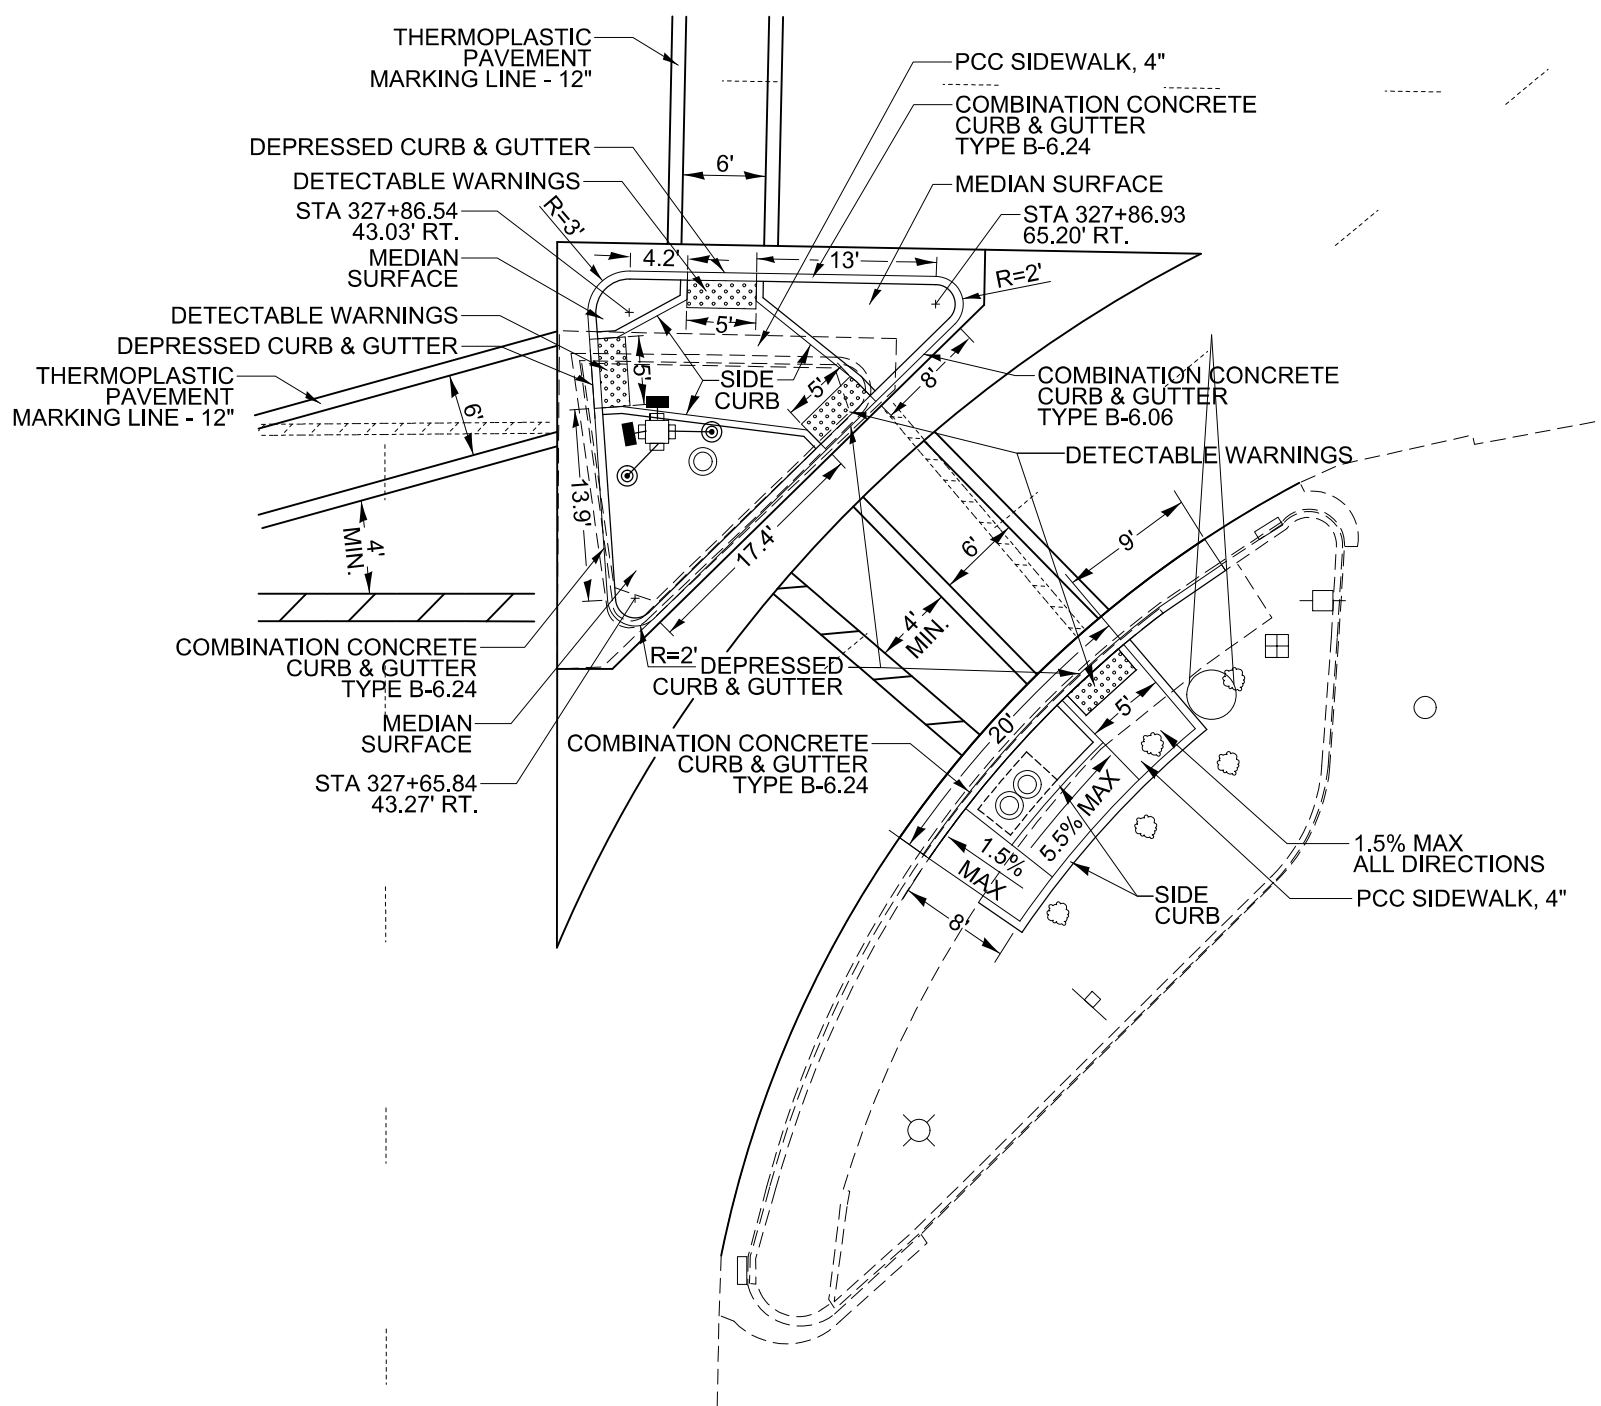 THERMOPLASTIC
PAVEMENT
MARKING LINE - 12"
PCC SIDEWALK, 4"
COMBINATION CONCRETE
CURB & GUTTER
TYPE B-6.24
DEPRESSED CURB & GUTTER
6'
DETECTABLE WARNINGS
MEDIAN SURFACE
STA 327+86.54
43.03' RT.
R=3'
STA 327+86.93
65.20' RT.
MEDIAN
SURFACE
4.2'
13'
R=2'
DETECTABLE WARNINGS
5'
DEPRESSED CURB & GUTTER
THERMOPLASTIC
PAVEMENT
MARKING LINE - 12"
5'
SIDE
CURB
5'
8'
COMBINATION CONCRETE
CURB & GUTTER
TYPE B-6.06
6'
DETECTABLE WARNINGS
13.9'
17.4'
4'
MIN.
6'
9'
COMBINATION CONCRETE
CURB & GUTTER
TYPE B-6.24
R=2'
DEPRESSED
CURB & GUTTER
4'
MIN.
MEDIAN
SURFACE
20'
5'
COMBINATION CONCRETE
CURB & GUTTER
TYPE B-6.24
STA 327+65.84
43.27' RT.
1.5%
MAX
5.5% MAX
1.5% MAX
ALL DIRECTIONS
SIDE
CURB
PCC SIDEWALK, 4"
8'